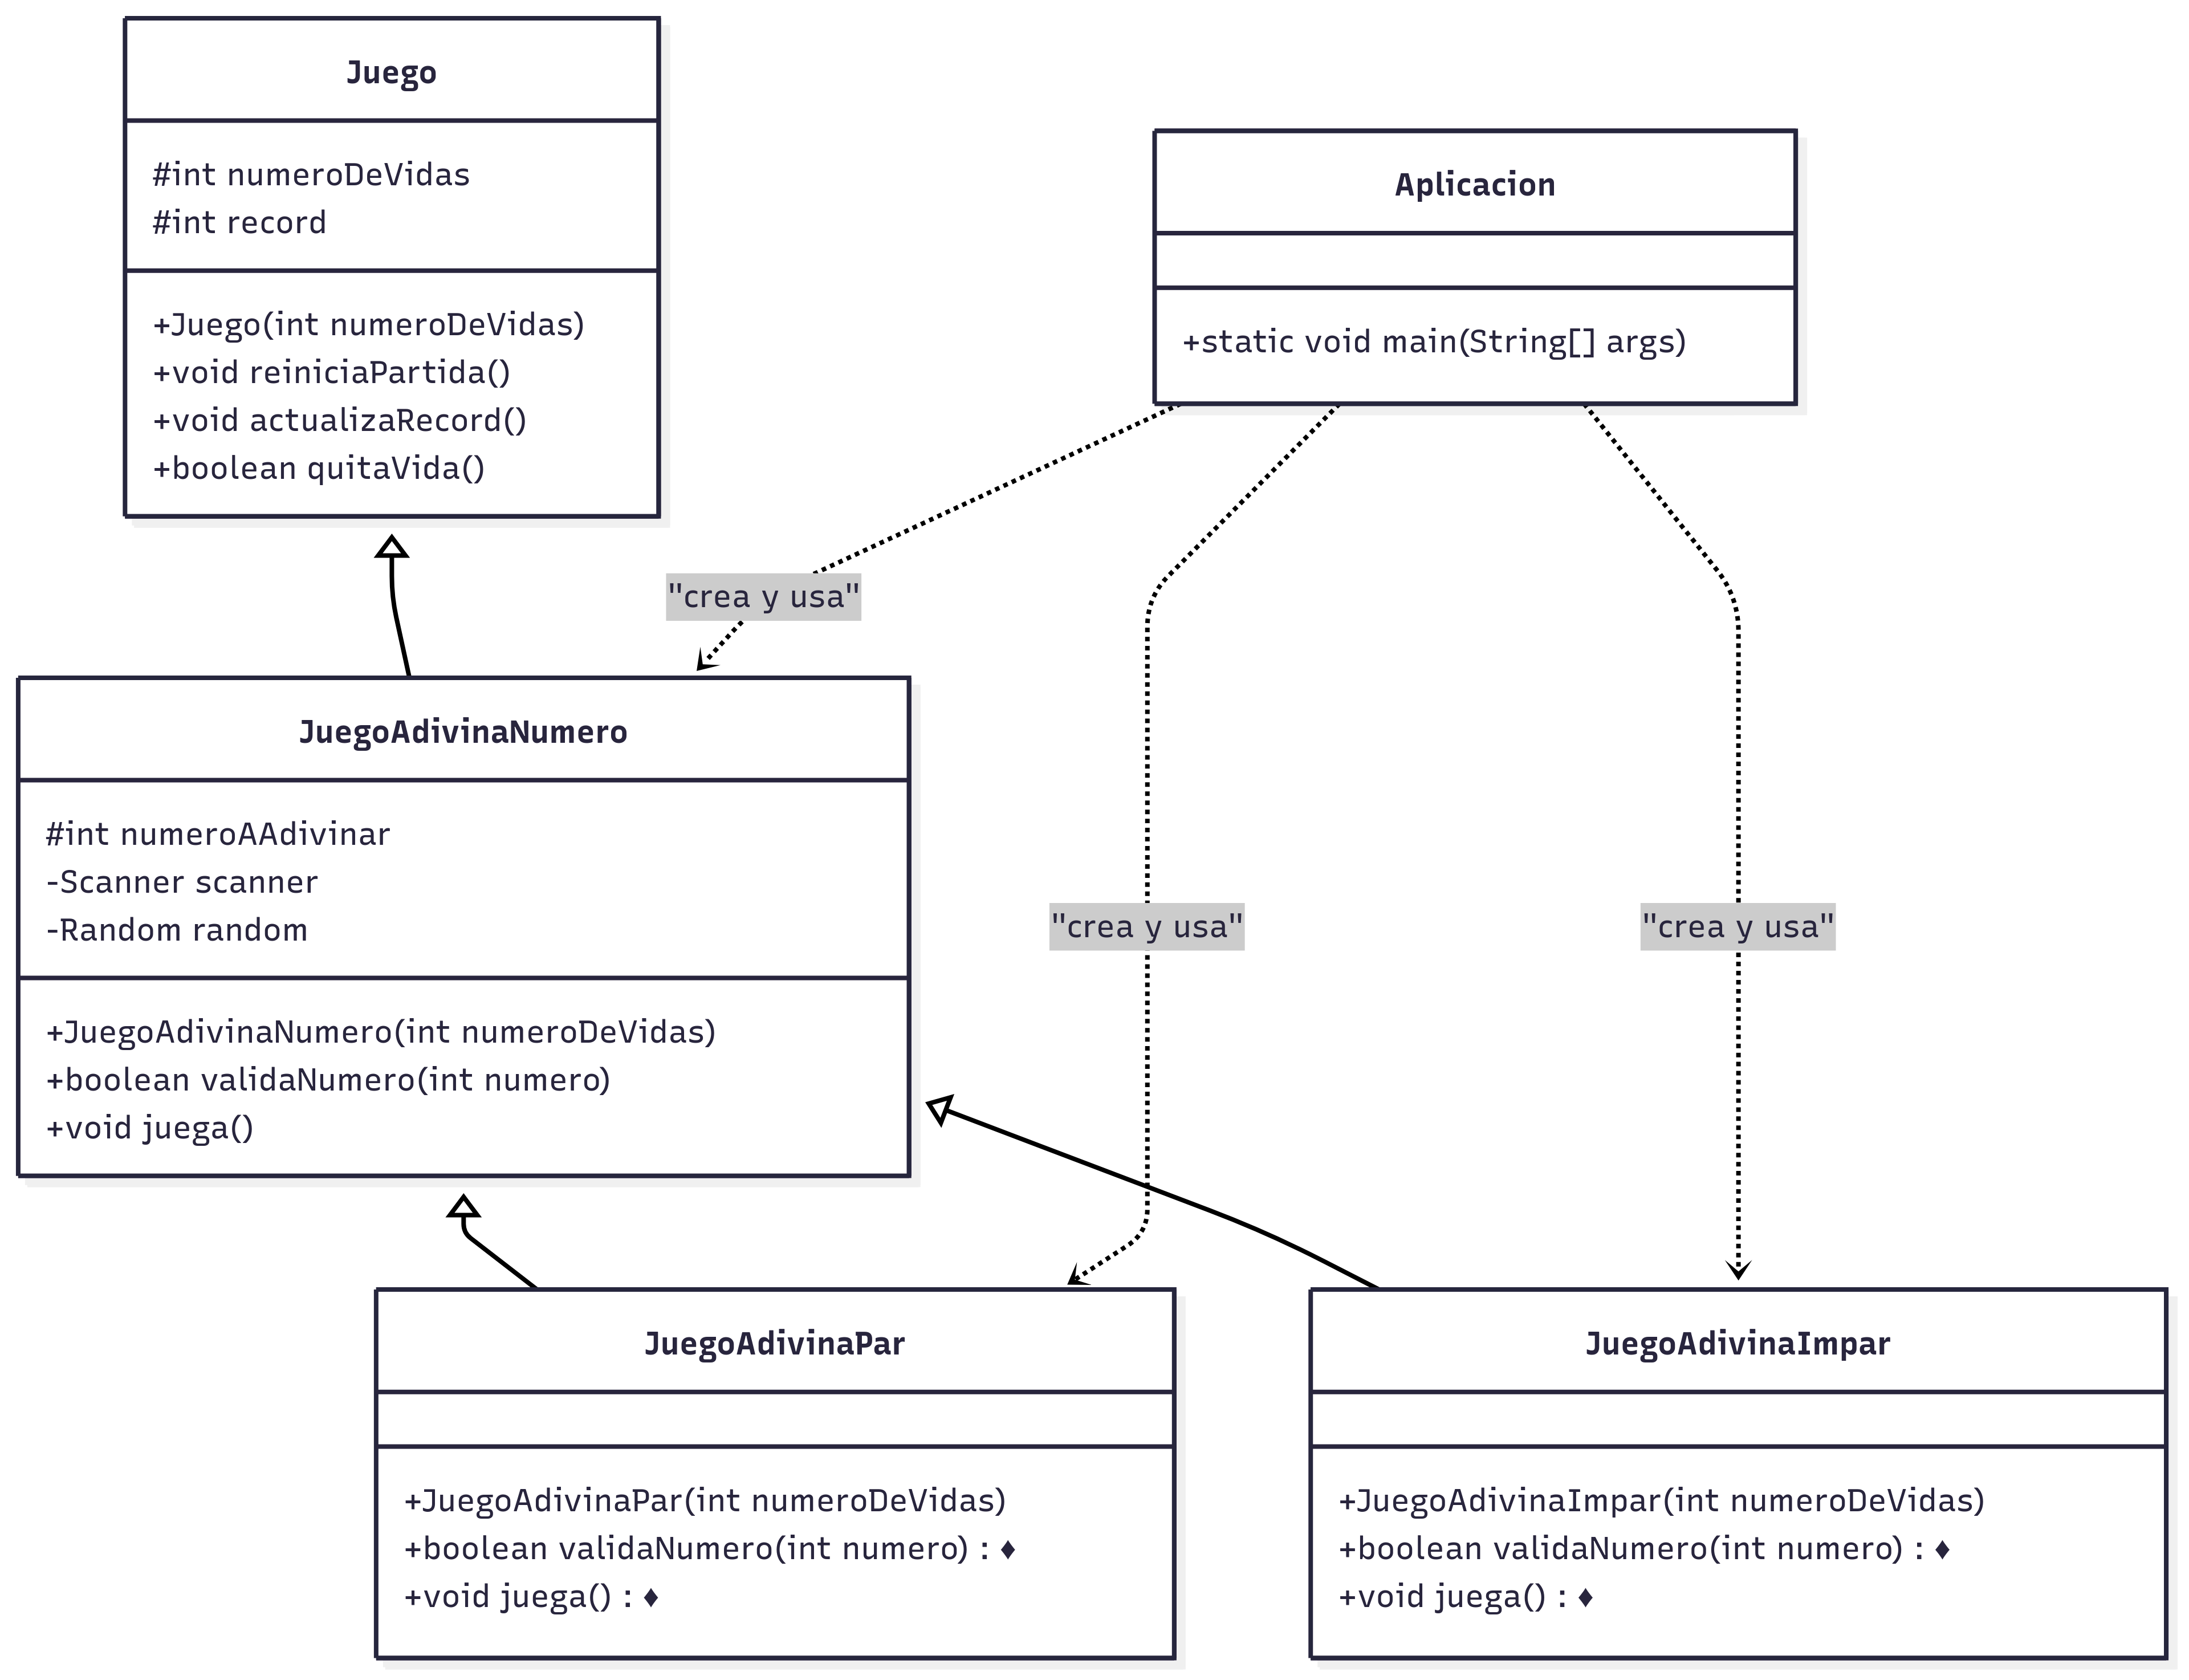 Juego
#int numeroDeVidas
#int record
+Juego(int numeroDeVidas)
+void reiniciaPartida()
+void actualizaRecord()
+boolean quitaVida()
Aplicacion
+static void main(String[] args)
"crea y usa"
JuegoAdivinaNumero
#int numeroAAdivinar
-Scanner scanner
-Random random
+JuegoAdivinaNumero(int numeroDeVidas)
+boolean validaNumero(int numero)
+void juega()
"crea y usa"
"crea y usa"
JuegoAdivinaPar
+JuegoAdivinaPar(int numeroDeVidas)
+boolean validaNumero(int numero) : ♦
+void juega() : ♦
JuegoAdivinaImpar
+JuegoAdivinaImpar(int numeroDeVidas)
+boolean validaNumero(int numero) : ♦
+void juega() : ♦